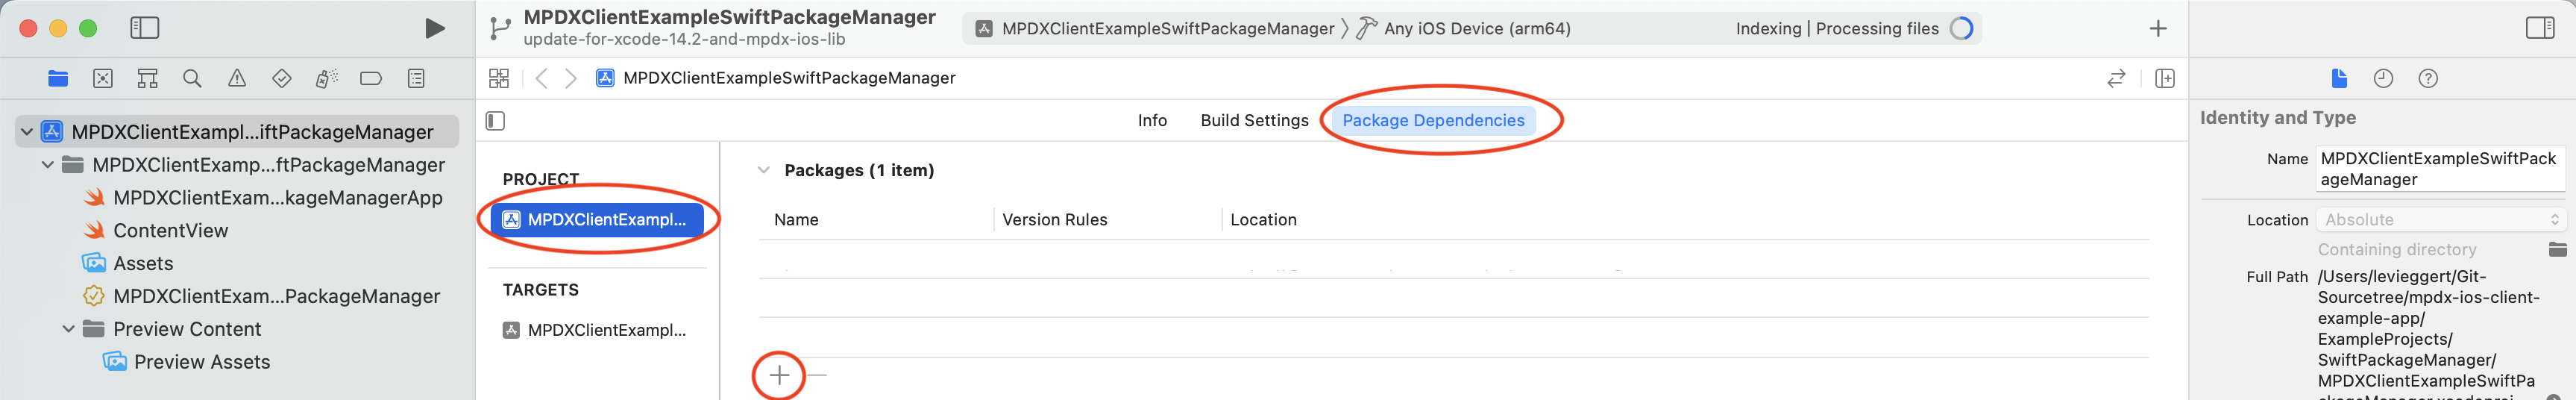 MPDXClientExampleSwiftPackageManager
update-for-xcode-14.2-and-mpdx-ios-lib
MPDXClientExampleSwiftPackageManager
Any iOS Device (arm64)
Indexing | Processing files
MPDXClientExampleSwiftPackageManager
MPDXClientExampl...iftPackageManager
MPDXClientExamp...ftPackageManager
MPDXClientExam...kageManagerApp
ContentView
Assets
MPDXClientExam...PackageManager
Preview Content
Preview Assets
Info
Build Settings
Package Dependencies
PROJECT
MPDXClientExampl...
TARGETS
MPDXClientExampl...
Packages (1 item)
Name
Version Rules
Location
Identity and Type
Name
MPDXClientExampleSwiftPack
ageManager
Location
Absolute
Containing directory
Full Path
/Users/levieggert/Git-
Sourcetree/mpdx-ios-client-
example-app/
ExampleProjects/
SwiftPackageManager/
MPDXClientExampleSwiftPa